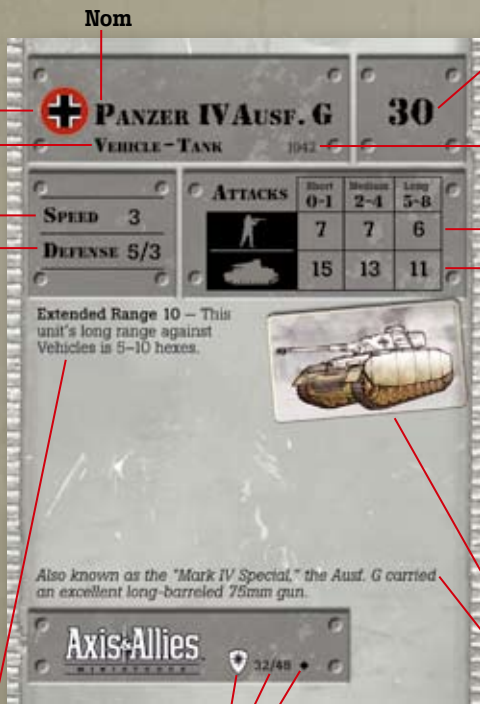 Nom
PANZER IV AUSF. G 30
VEHICLE–TANK 1942
SPEED 3
DEFENSE 5/3
ATTACKS Short 0-1 Medium 2-4 Long 5-8
7 7 6
15 13 11
Extended Range 10 – This
unit's long range against
Vehicles is 5–10 hexes.
Also known as the "Mark IV Special," the Ausf. G carried
an excellent long-barreled 75mm gun.
Axis & Allies
MINIATURES
32/48